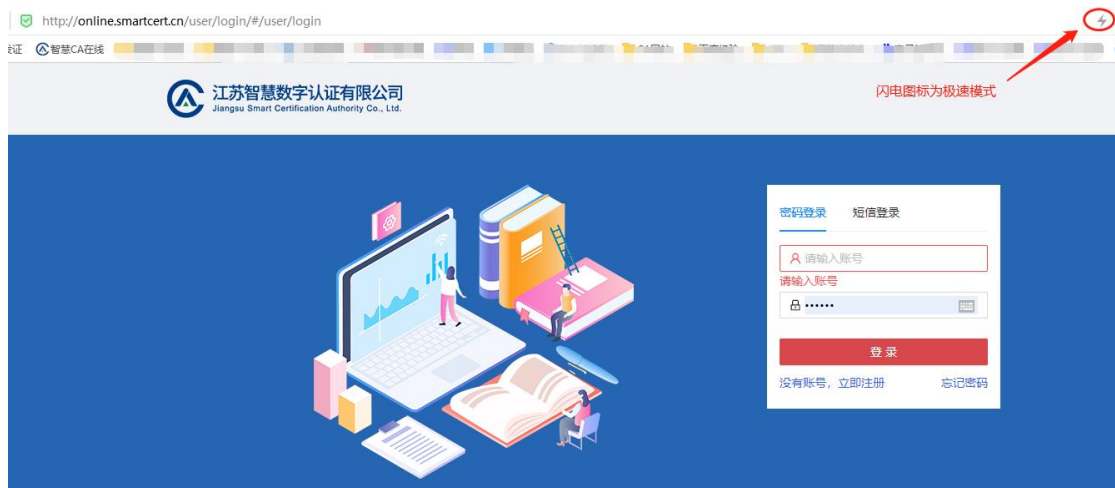 http://online.smartcert.cn/user/login/#/user/login
智慧CA在线
江苏智慧数字认证有限公司
Jiangsu Smart Certification Authority Co., Ltd.
闪电图标为极速模式
密码登录 短信登录
请输入账号
请输入账号
••••••
登 录
没有账号，立即注册 忘记密码